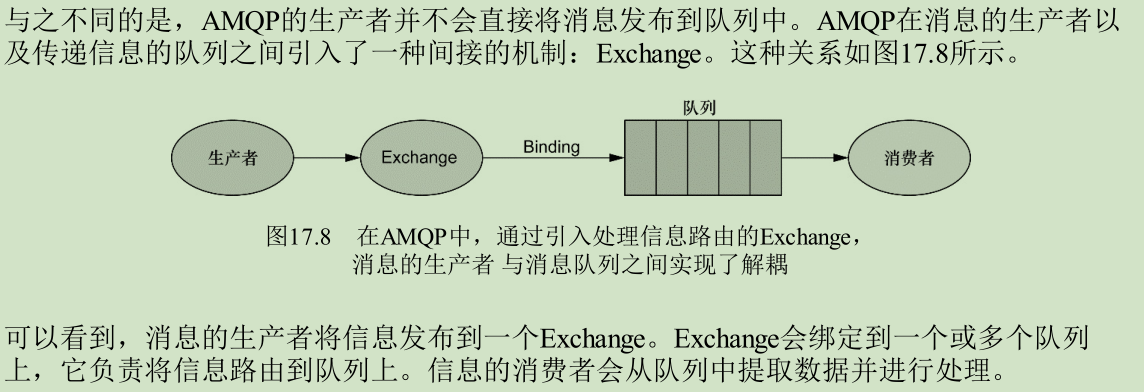 与之不同的是，AMQP的生产者并不会直接将消息发布到队列中。AMQP在消息的生产者以
及传递信息的队列之间引入了一种间接的机制：Exchange。这种关系如图17.8所示。
队列
生产者
Exchange
Binding
消费者
图17.8 在AMQP中，通过引入处理信息路由的Exchange，
消息的生产者 与消息队列之间实现了解耦
可以看到，消息的生产者将信息发布到一个Exchange。Exchange会绑定到一个或多个队列
上，它负责将信息路由到队列上。信息的消费者会从队列中提取数据并进行处理。